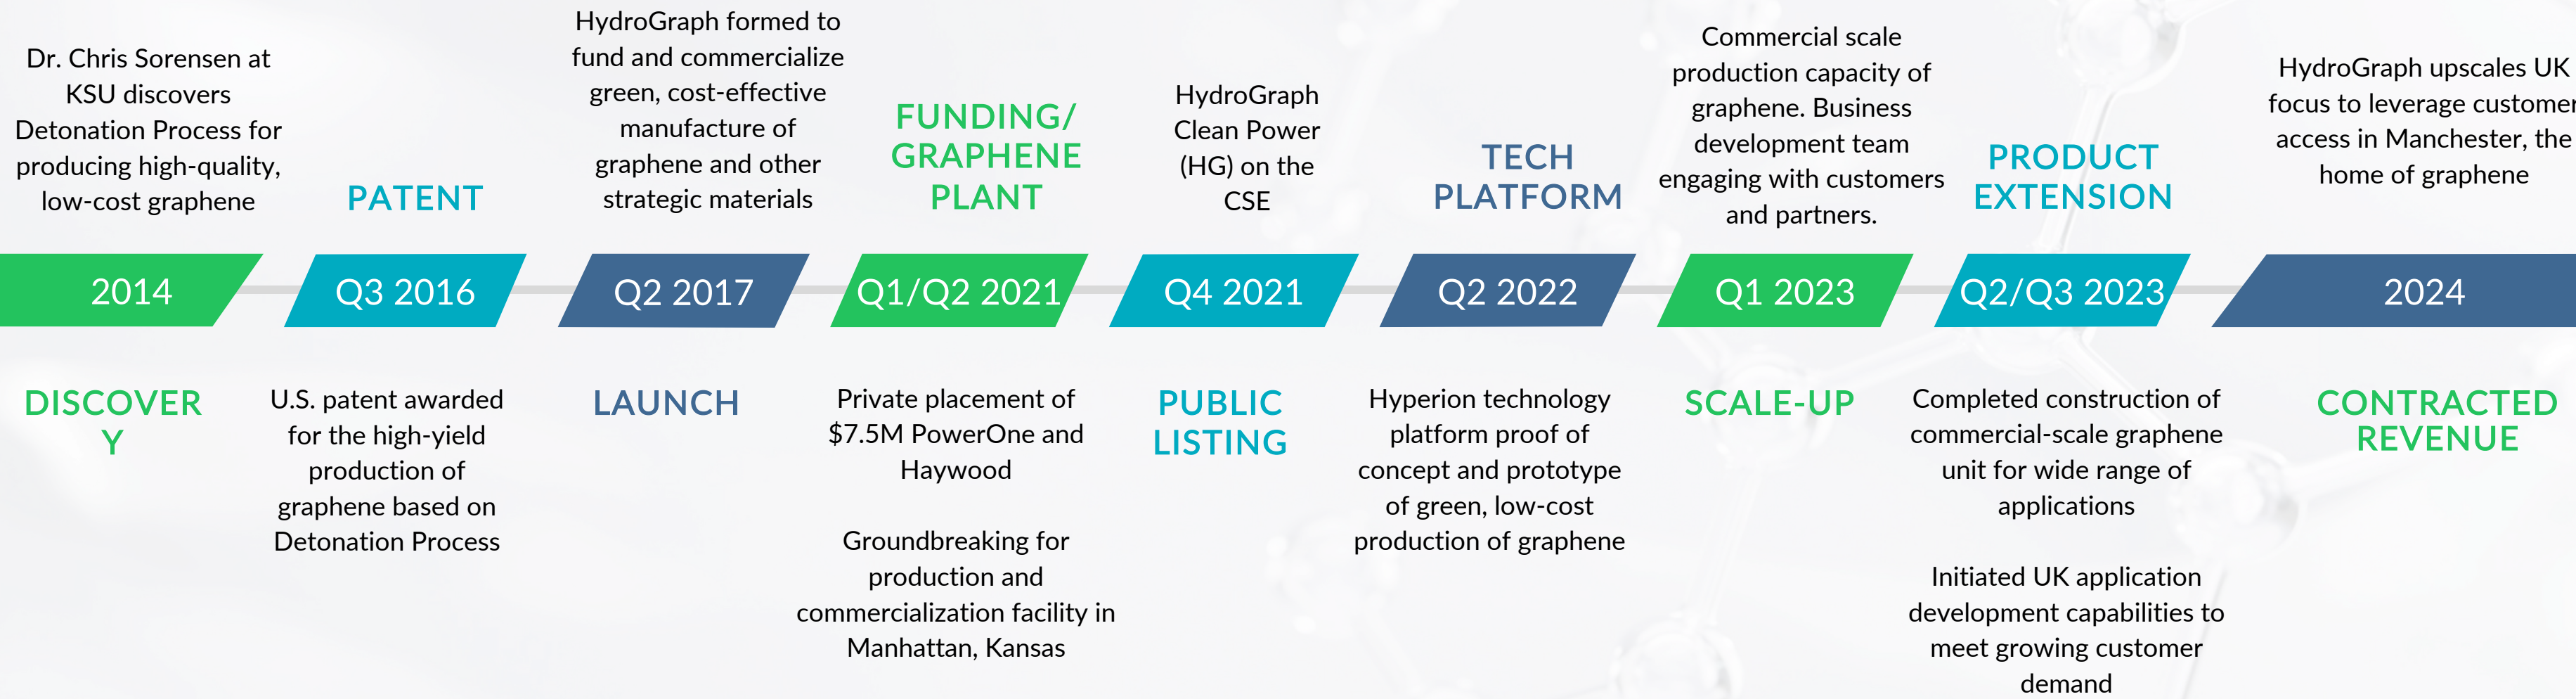 Dr. Chris Sorensen at
KSU discovers
Detonation Process for
producing high-quality,
low-cost graphene
2014
DISCOVER
Y
PATENT
Q3 2016
U.S. patent awarded
for the high-yield
production of
graphene based on
Detonation Process
HydroGraph formed to
fund and commercialize
green, cost-effective
manufacture of
graphene and other
strategic materials
Q2 2017
LAUNCH
FUNDING/
GRAPHENE
PLANT
Q1/Q2 2021
Private placement of
$7.5M PowerOne and
Haywood
Groundbreaking for
production and
commercialization facility in
Manhattan, Kansas
HydroGraph
Clean Power
(HG) on the
CSE
Q4 2021
PUBLIC
LISTING
TECH
PLATFORM
Q2 2022
Hyperion technology
platform proof of
concept and prototype
of green, low-cost
production of graphene
Commercial scale
production capacity of
graphene. Business
development team
engaging with customers
and partners.
Q1 2023
SCALE-UP
PRODUCT
EXTENSION
Q2/Q3 2023
Completed construction of
commercial-scale graphene
unit for wide range of
applications
Initiated UK application
development capabilities to
meet growing customer
demand
HydroGraph upscales UK
focus to leverage customer
access in Manchester, the
home of graphene
2024
CONTRACTED
REVENUE